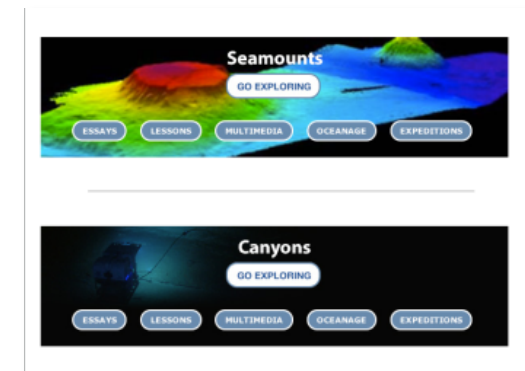 Seamounts
GO EXPLORING
ESSAYS LESSONS MULTIMEDIA OCEANAGE EXPEDITIONS
Canyons
GO EXPLORING
ESSAYS LESSONS MULTIMEDIA OCEANAGE EXPEDITIONS